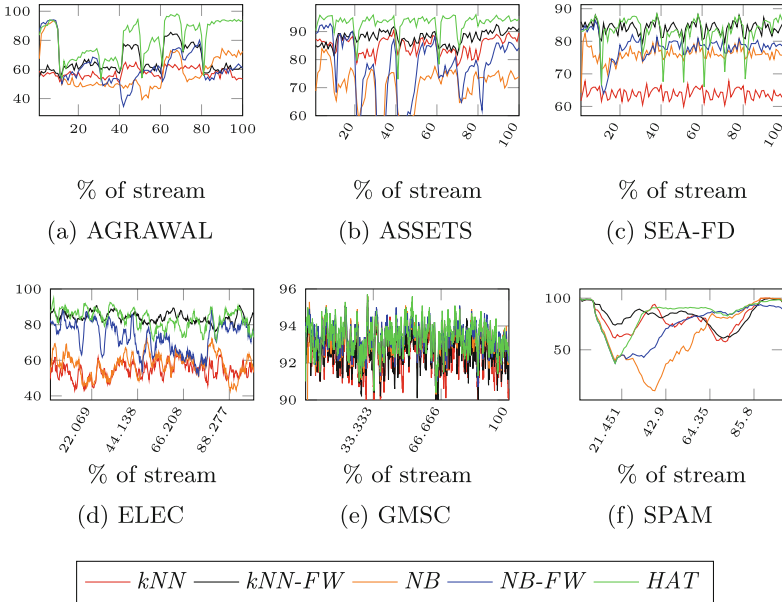 100
80
60
40
0 20 40 60 80 100
% of stream
(a) AGRAWAL
90
80
70
60
20 40 60 80 100
% of stream
(b) ASSETS
90
80
70
60
20 40 60 80 100
% of stream
(c) SEA-FD
100
80
60
40
22.069 44.138 66.208 88.277
% of stream
(d) ELEC
96
94
92
90
33.333 66.666 100
% of stream
(e) GMSC
100
50
21.451 42.9 64.35 85.8
% of stream
(f) SPAM
kNN kNN-FW NB NB-FW HAT